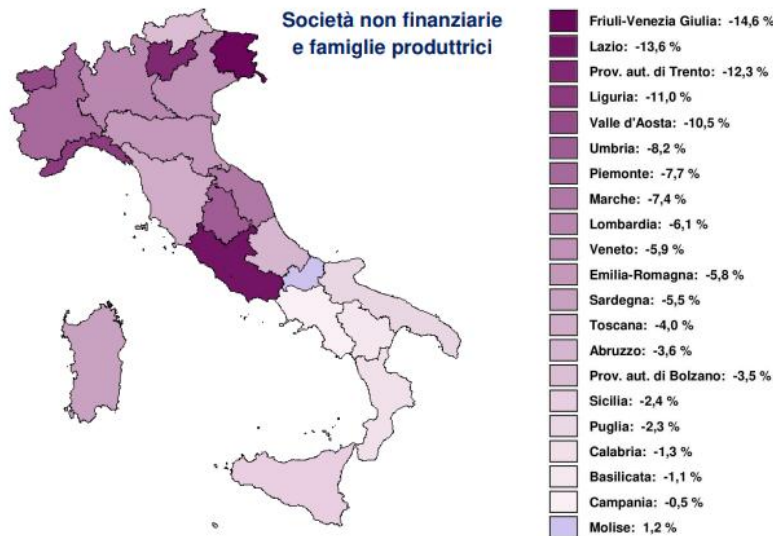 Società non finanziarie
e famiglie produttrici
Friuli-Venezia Giulia: -14,6 %
Lazio: -13,6 %
Prov. aut. di Trento: -12,3 %
Liguria: -11,0 %
Valle d'Aosta: -10,5 %
Umbria: -8,2 %
Piemonte: -7,7 %
Marche: -7,4 %
Lombardia: -6,1 %
Veneto: -5,9 %
Emilia-Romagna: -5,8 %
Sardegna: -5,5 %
Toscana: -4,0 %
Abruzzo: -3,6 %
Prov. aut. di Bolzano: -3,5 %
Sicilia: -2,4 %
Puglia: -2,3 %
Calabria: -1,3 %
Basilicata: -1,1 %
Campania: -0,5 %
Molise: 1,2 %